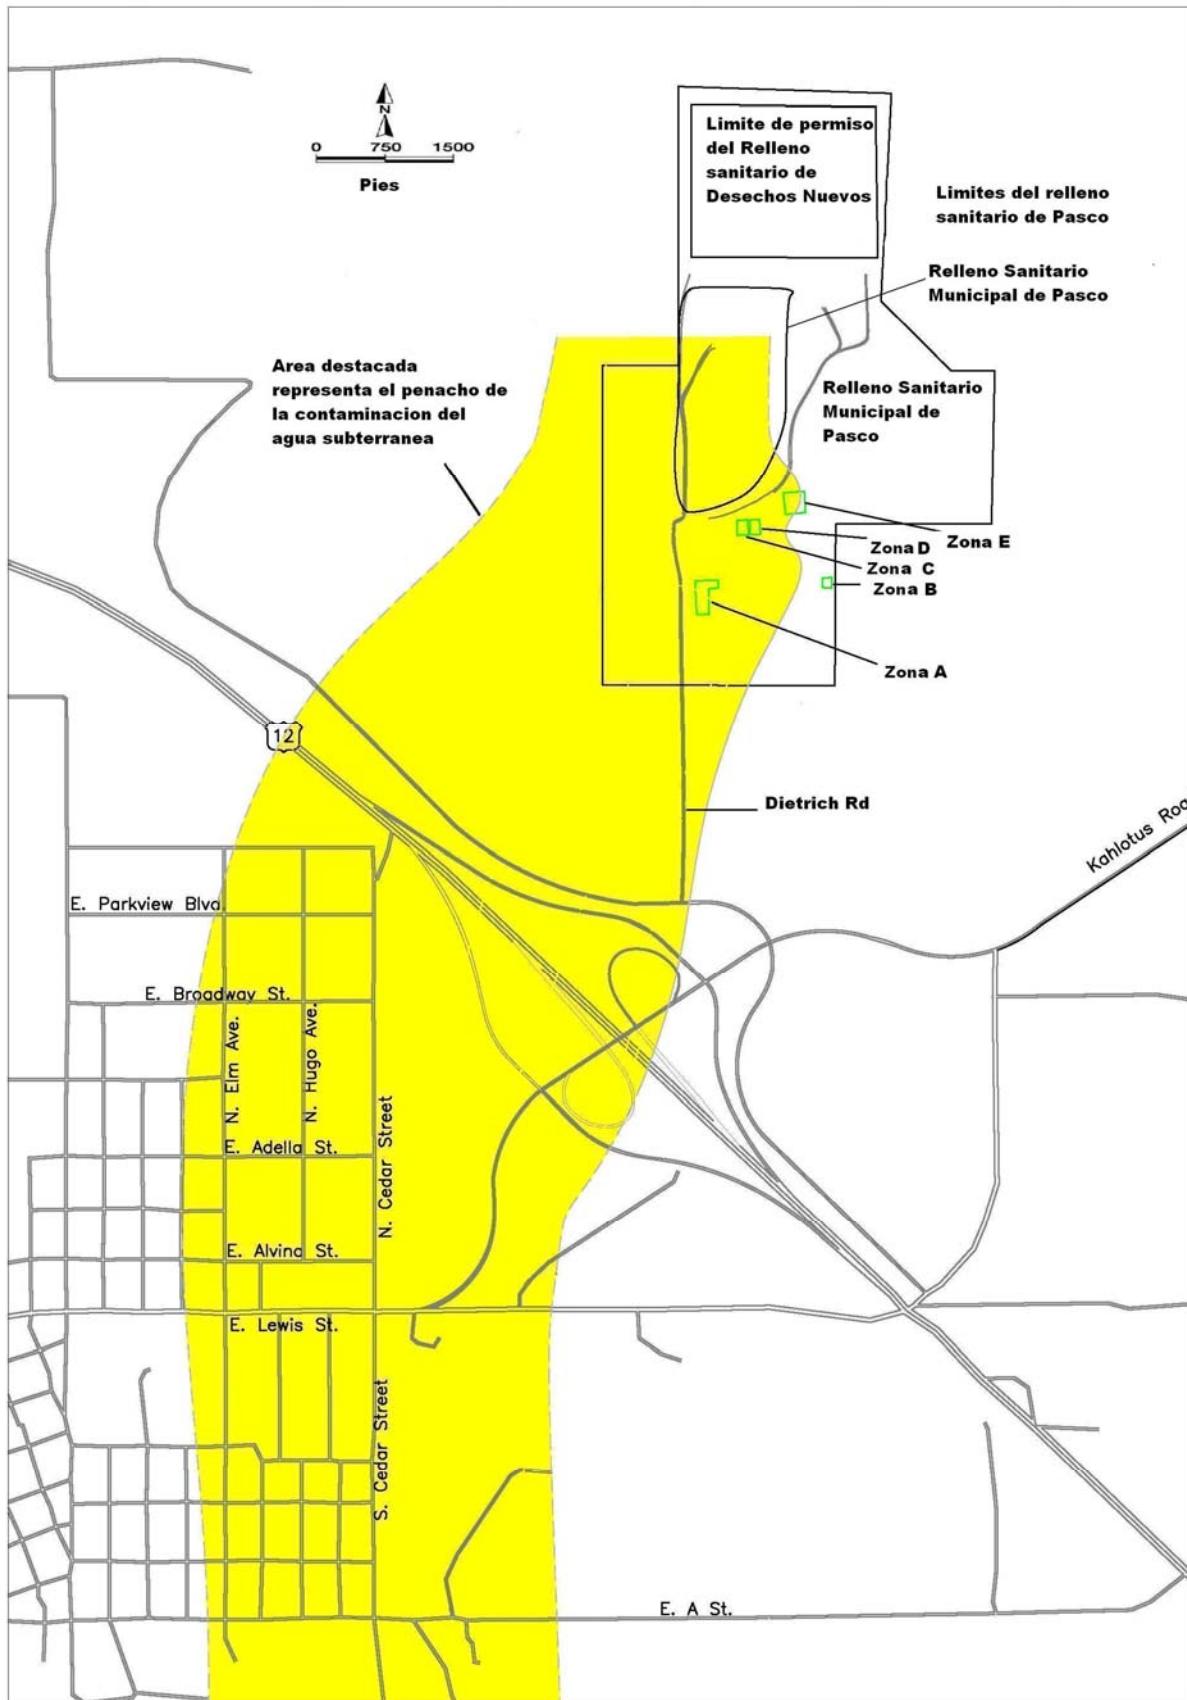 N
0 750 1500
Pies
Limite de permiso
del Relleno
sanitario de
Desechos Nuevos
Limites del relleno
sanitario de Pasco
Relleno Sanitario
Municipal de Pasco
Area destacada
representa el penacho de
la contaminacion del
agua subterranea
Relleno Sanitario
Municipal de
Pasco
Zona E
Zona D
Zona C
Zona B
Zona A
12
Dietrich Rd
Kahlotus Roa
E. Parkview Blvd.
E. Broadway St.
N. Elm Ave.
N. Hugo Ave.
N. Cedar Street
E. Adella St.
E. Alvina St.
E. Lewis St.
S. Cedar Street
E. A St.